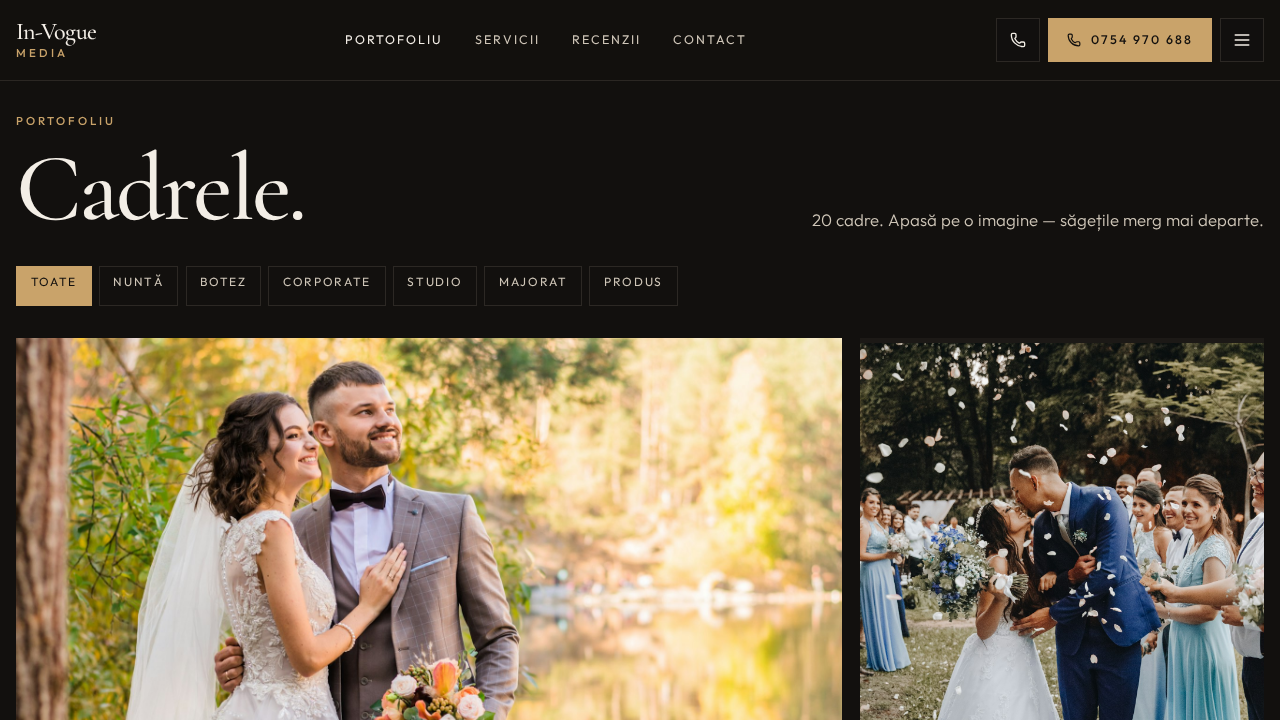 In-Vogue
MEDIA
PORTOFOLIU
SERVICII
RECENZII
CONTACT
0754 970 688
PORTOFOLIU
Cadrele.
20 cadre. Apasă pe o imagine — săgețile merg mai departe.
TOATE
NUNTĂ
BOTEZ
CORPORATE
STUDIO
MAJORAT
PRODUS